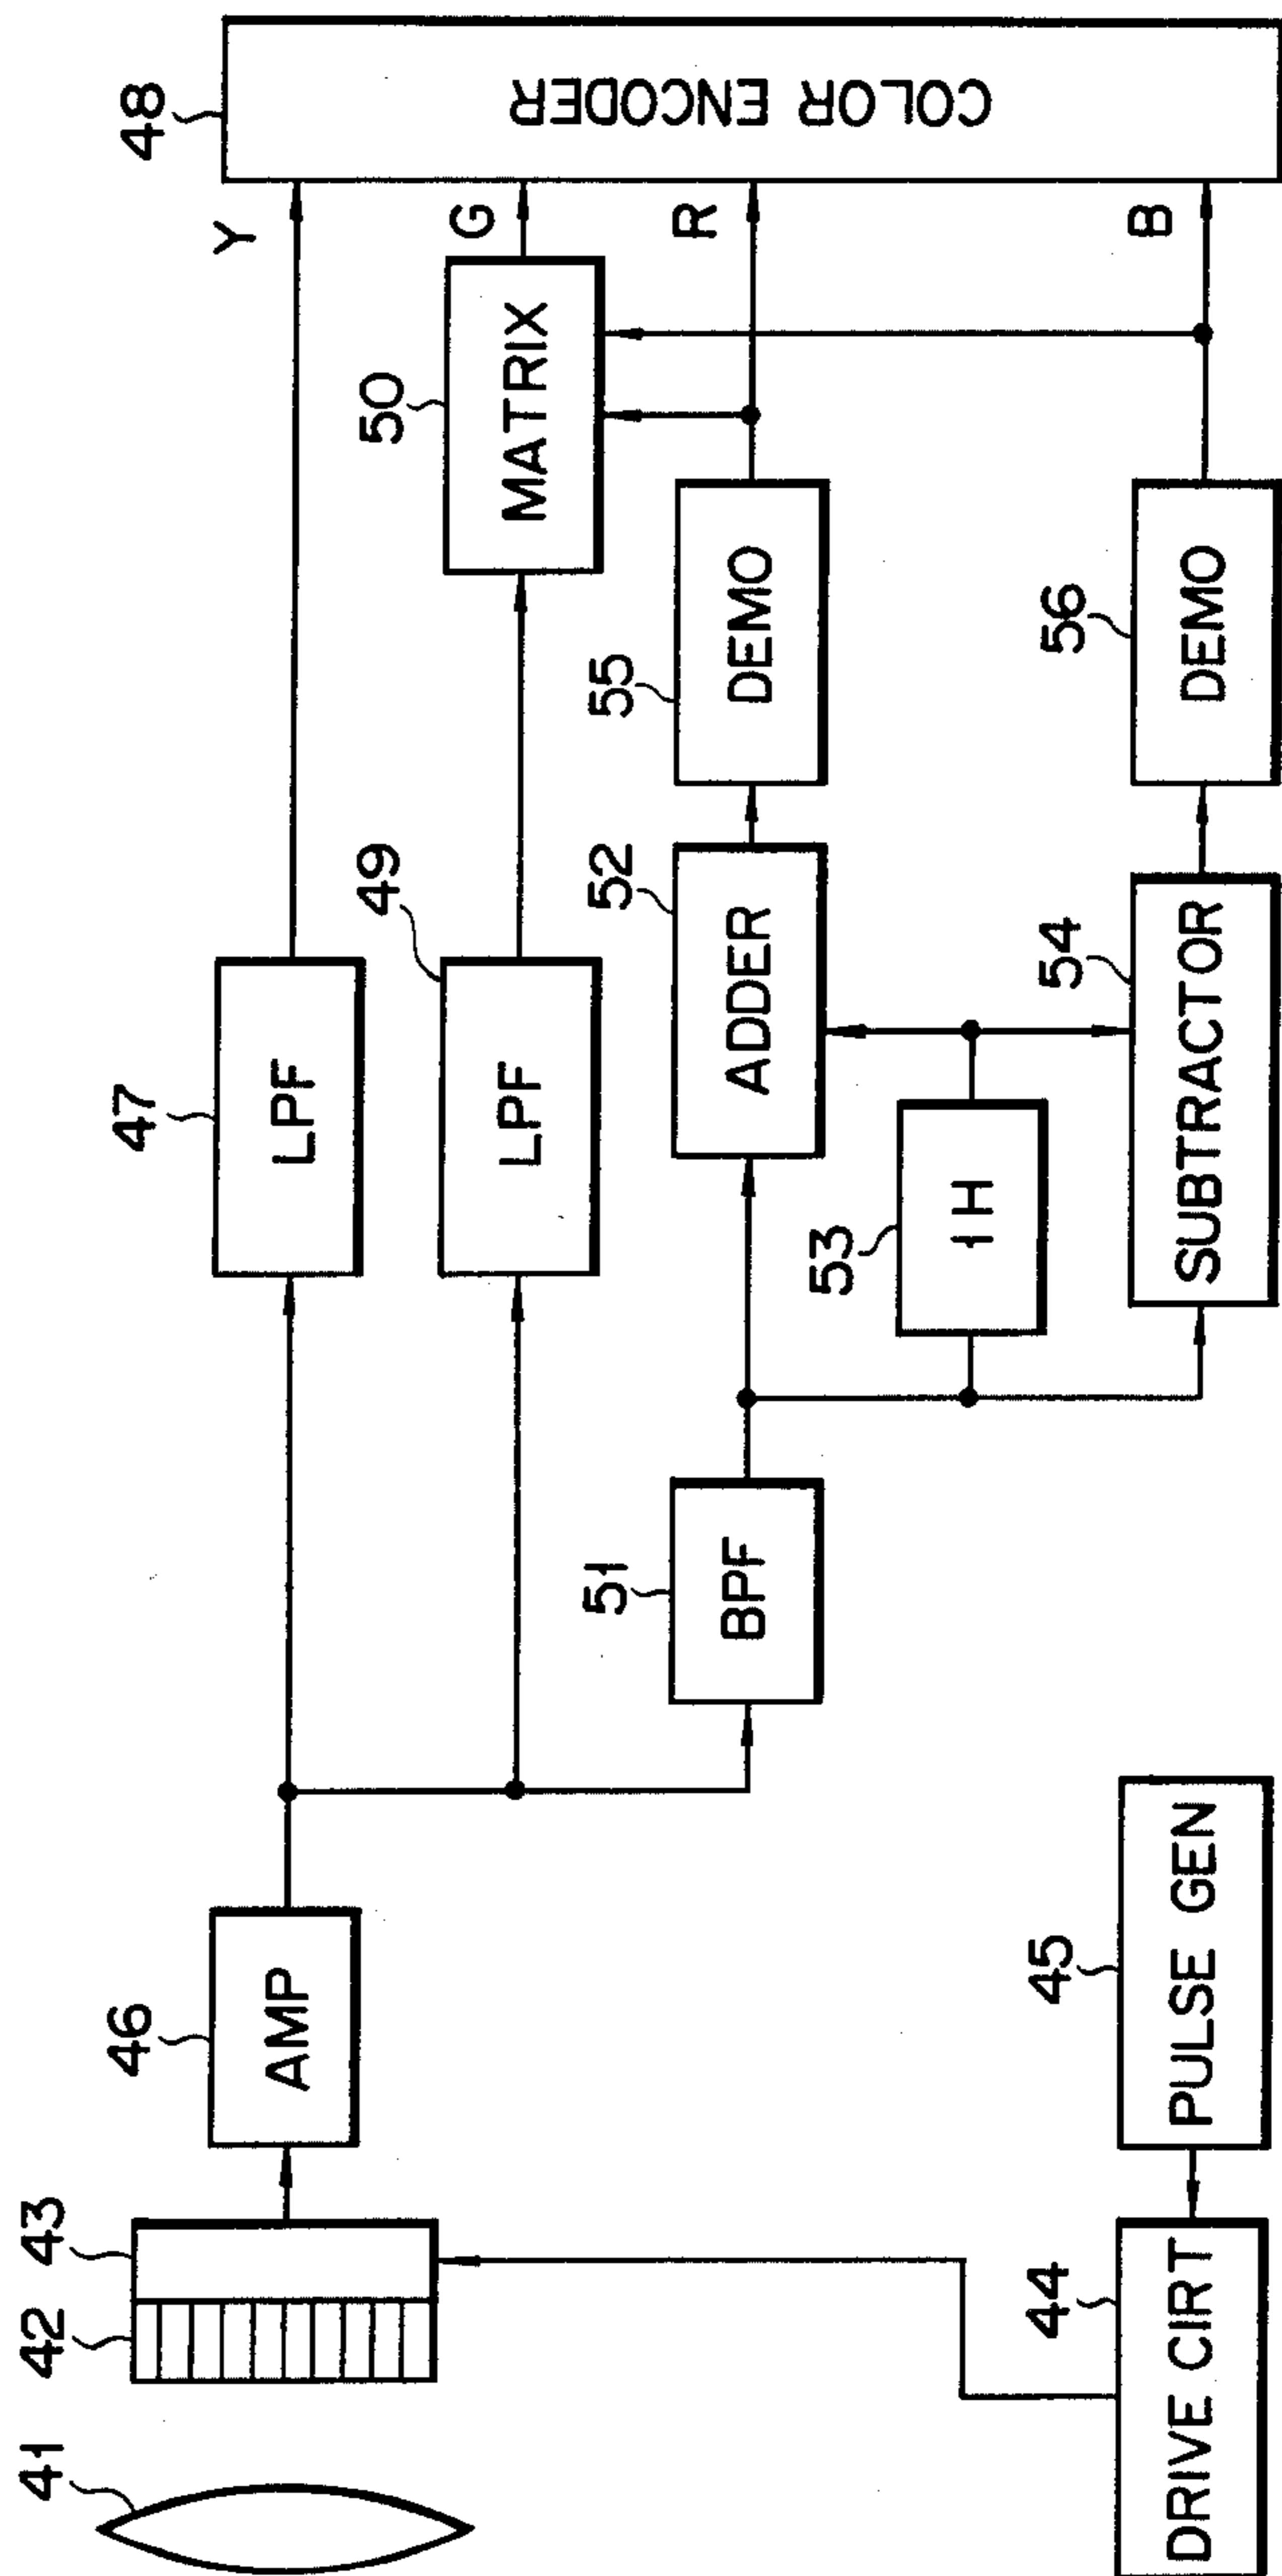 48
COLOR ENCODER
Y
G
R
B
50
MATRIX
55
DEMO
56
DEMO
47
LPF
49
LPF
52
ADDER
53
1H
54
SUBTRACTOR
51
BPF
46
AMP
45
PULSE GEN
43
42
44
DRIVE CIRT
41